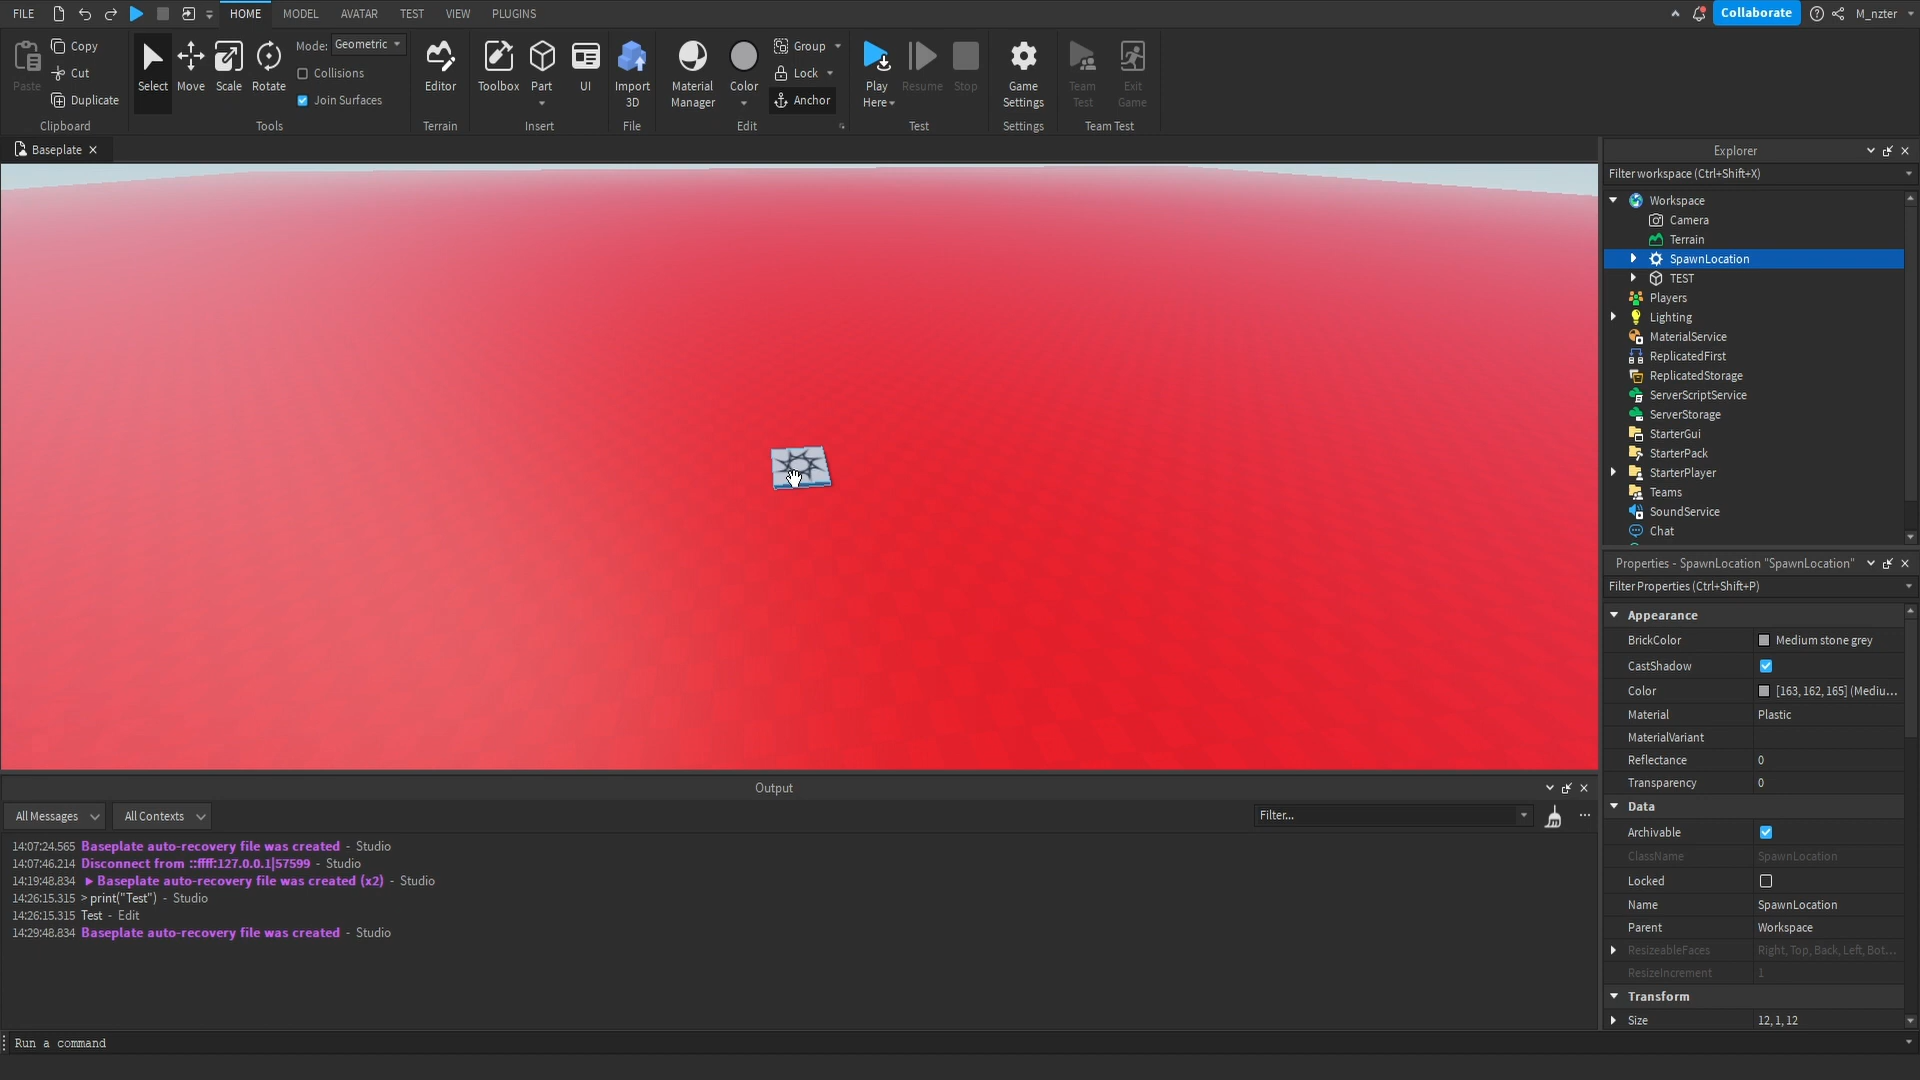 FILE HOME MODEL AVATAR TEST VIEW PLUGINS Collaborate M_nzter
Paste Copy Cut Duplicate Clipboard
Select Move Scale Rotate Mode: Geometric Collisions Join Surfaces Tools
Editor Terrain
Toolbox Part UI Insert
Import 3D File
Material Manager Color Group Lock Anchor Edit
Play Here Resume Stop Test
Game Settings Settings
Team Test Exit Game Team Test
Baseplate
Explorer
Filter workspace (Ctrl+Shift+X)
Workspace
Camera
Terrain
SpawnLocation
TEST
Players
Lighting
MaterialService
ReplicatedFirst
ReplicatedStorage
ServerScriptService
ServerStorage
StarterGui
StarterPack
StarterPlayer
Teams
SoundService
Chat
Properties - SpawnLocation "SpawnLocation"
Filter Properties (Ctrl+Shift+P)
Appearance
BrickColor Medium stone grey
CastShadow
Color [163, 162, 165] (Mediu...
Material Plastic
MaterialVariant
Reflectance 0
Transparency 0
Data
Archivable
ClassName SpawnLocation
Locked
Name SpawnLocation
Parent Workspace
ResizeableFaces Right, Top, Back, Left, Bot...
ResizeIncrement 1
Transform
Size 12, 1, 12
Output
All Messages All Contexts Filter...
14:07:24.565 Baseplate auto-recovery file was created - Studio
14:07:46.214 Disconnect from ::ffff:127.0.0.1|57599 - Studio
14:19:48.834 Baseplate auto-recovery file was created (x2) - Studio
14:26:15.315 > print("Test") - Studio
14:26:15.315 Test - Edit
14:29:48.834 Baseplate auto-recovery file was created - Studio
Run a command